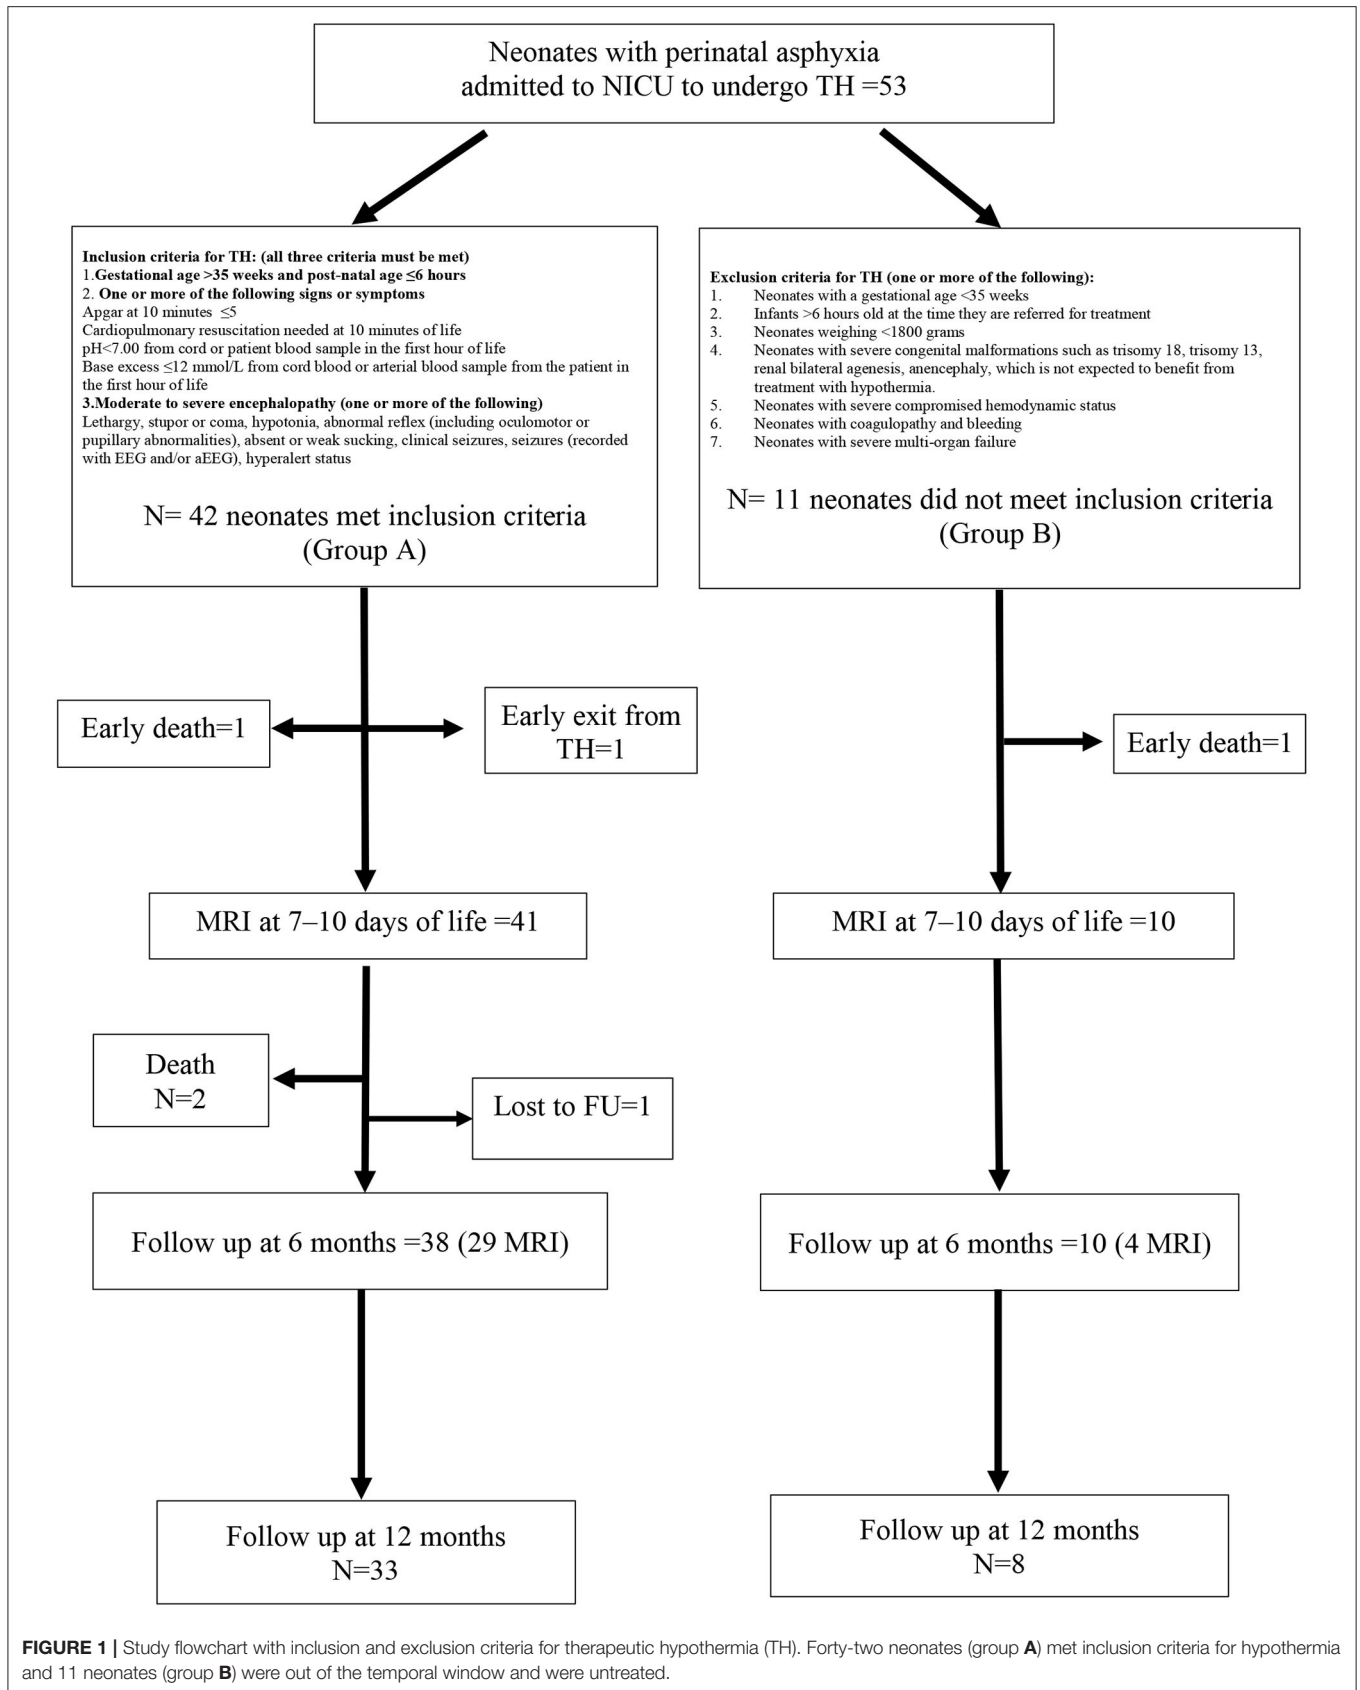 Neonates with perinatal asphyxia
admitted to NICU to undergo TH =53
Inclusion criteria for TH: (all three criteria must be met)
1.Gestational age >35 weeks and post-natal age ≤6 hours
2. One or more of the following signs or symptoms
Apgar at 10 minutes ≤5
Cardiopulmonary resuscitation needed at 10 minutes of life
pH<7.00 from cord or patient blood sample in the first hour of life
Base excess ≤12 mmol/L from cord blood or arterial blood sample from the patient in
the first hour of life
3.Moderate to severe encephalopathy (one or more of the following)
Lethargy, stupor or coma, hypotonia, abnormal reflex (including oculomotor or
pupillary abnormalities), absent or weak sucking, clinical seizures, seizures (recorded
with EEG and/or aEEG), hyperalert status
N= 42 neonates met inclusion criteria
(Group A)
Exclusion criteria for TH (one or more of the following):
1. Neonates with a gestational age <35 weeks
2. Infants >6 hours old at the time they are referred for treatment
3. Neonates weighing <1800 grams
4. Neonates with severe congenital malformations such as trisomy 18, trisomy 13,
renal bilateral agenesis, anencephaly, which is not expected to benefit from
treatment with hypothermia.
5. Neonates with severe compromised hemodynamic status
6. Neonates with coagulopathy and bleeding
7. Neonates with severe multi-organ failure
N= 11 neonates did not meet inclusion criteria
(Group B)
Early death=1
Early exit from
TH=1
Early death=1
MRI at 7–10 days of life =41
MRI at 7–10 days of life =10
Death
N=2
Lost to FU=1
Follow up at 6 months =38 (29 MRI)
Follow up at 6 months =10 (4 MRI)
Follow up at 12 months
N=33
Follow up at 12 months
N=8
FIGURE 1 | Study flowchart with inclusion and exclusion criteria for therapeutic hypothermia (TH). Forty-two neonates (group A) met inclusion criteria for hypothermia
and 11 neonates (group B) were out of the temporal window and were untreated.